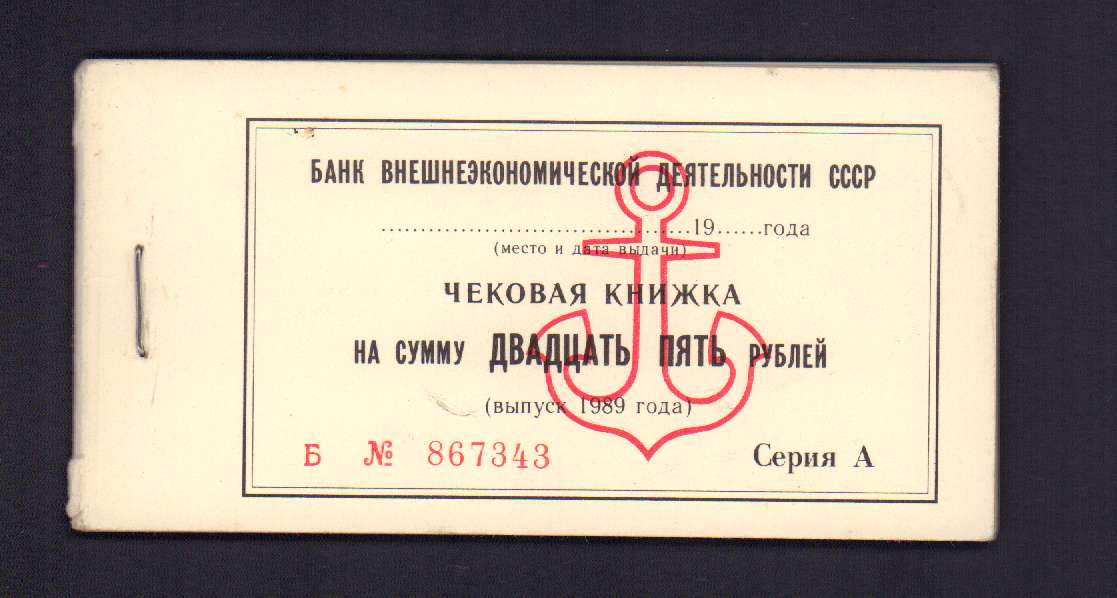 БАНК ВНЕШНЕЭКОНОМИЧЕСКОЙ ДЕЯТЕЛЬНОСТИ СССР
.......................................19......года
(место и дата выдачи)
ЧЕКОВАЯ КНИЖКА
НА СУММУ ДВАДЦАТЬ ПЯТЬ РУБЛЕЙ
(выпуск 1989 года)
Б № 867343 Серия А